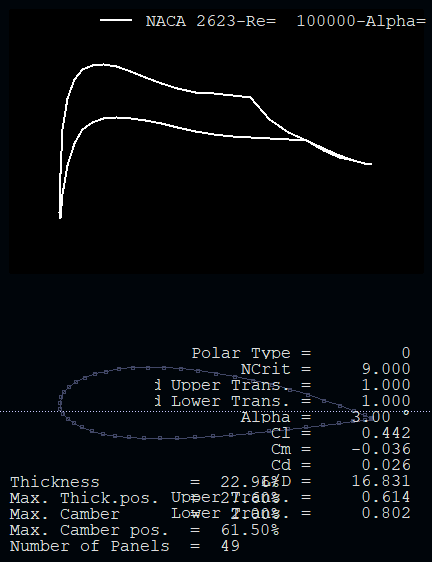 NACA 2623-Re=  100000-Alpha=
Polar Type = 0
NCrit = 9.000
d Upper Trans. = 1.000
d Lower Trans. = 1.000
Alpha = 3.00 °
Cl = 0.442
Cm = -0.036
Cd = 0.026
L/D = 16.831
Upper Trans. = 0.614
Lower Trans. = 0.802
Thickness = 22.96%
Max. Thick.pos. = 27.60%
Max. Camber = 2.00%
Max. Camber pos. = 61.50%
Number of Panels = 49